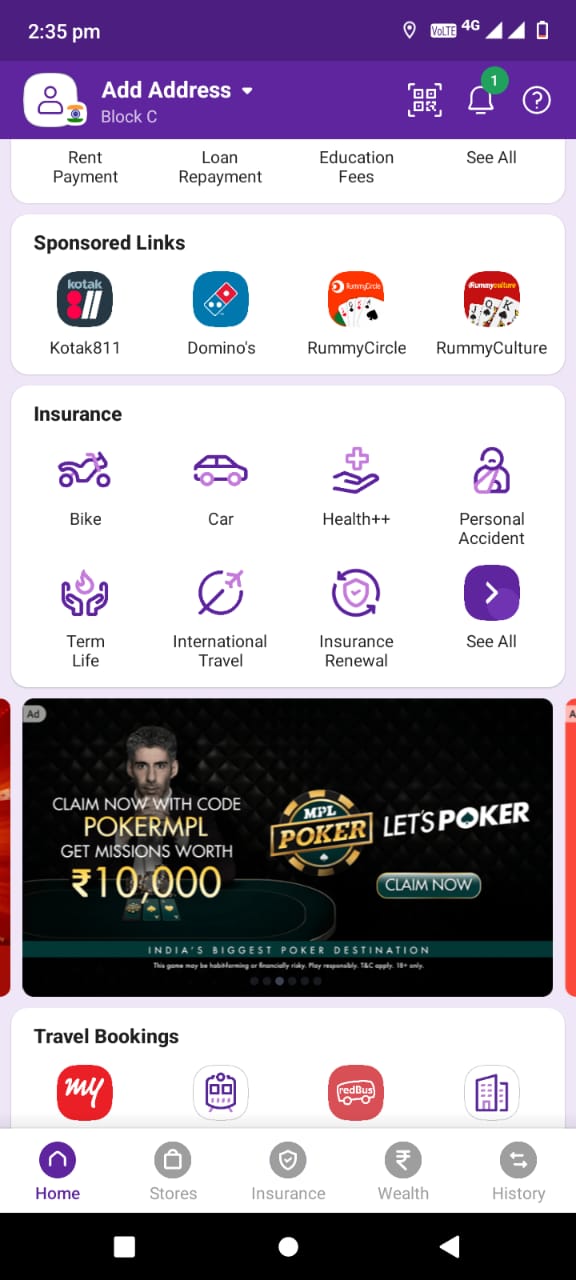 2:35 pm
VoLTE 4G
1
Add Address
Block C
Rent Payment
Loan Repayment
Education Fees
See All
Sponsored Links
kotak
811
RummyCircle
Rummyculture
Kotak811
Domino's
RummyCircle
RummyCulture
Insurance
Bike
Car
Health++
Personal Accident
Term Life
International Travel
Insurance Renewal
See All
Ad
CLAIM NOW WITH CODE
POKERMPL
GET MISSIONS WORTH
₹10,000
MPL
POKER
LET'S POKER
CLAIM NOW
INDIA'S BIGGEST POKER DESTINATION
This game may be habit-forming or financially risky. Play responsibly. T&C apply. 18+ only.
Travel Bookings
my
redBus
Home
Stores
Insurance
Wealth
History